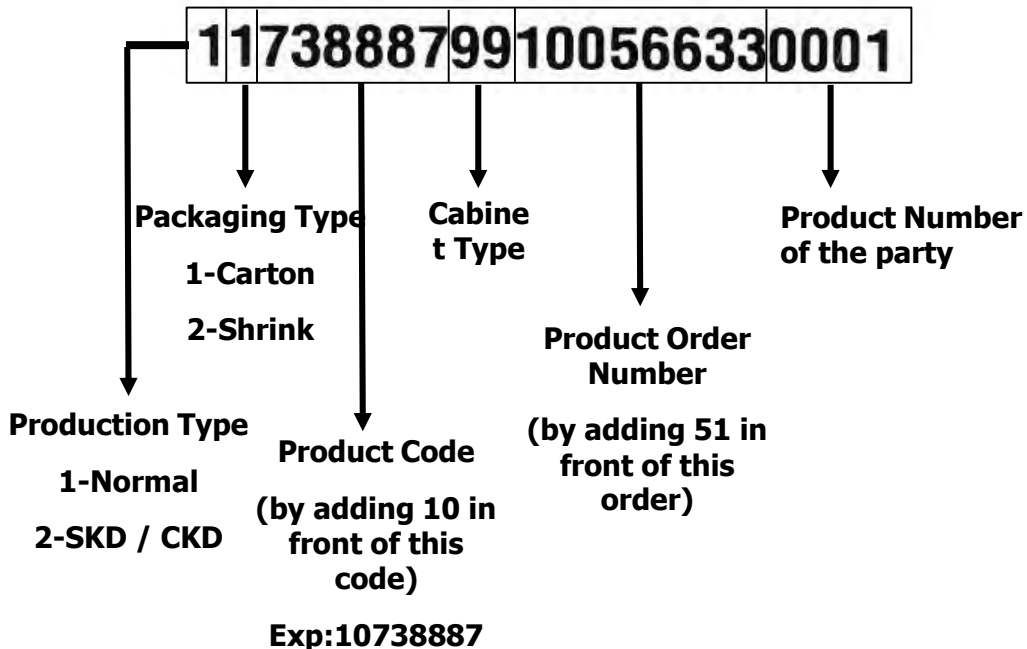 1173888799100566330001
Packaging Type
1-Carton
2-Shrink
Cabine
t Type
Product Number
of the party
Product Order
Number
(by adding 51 in
front of this
order)
Production Type
1-Normal
2-SKD / CKD
Product Code
(by adding 10 in
front of this
code)
Exp:10738887